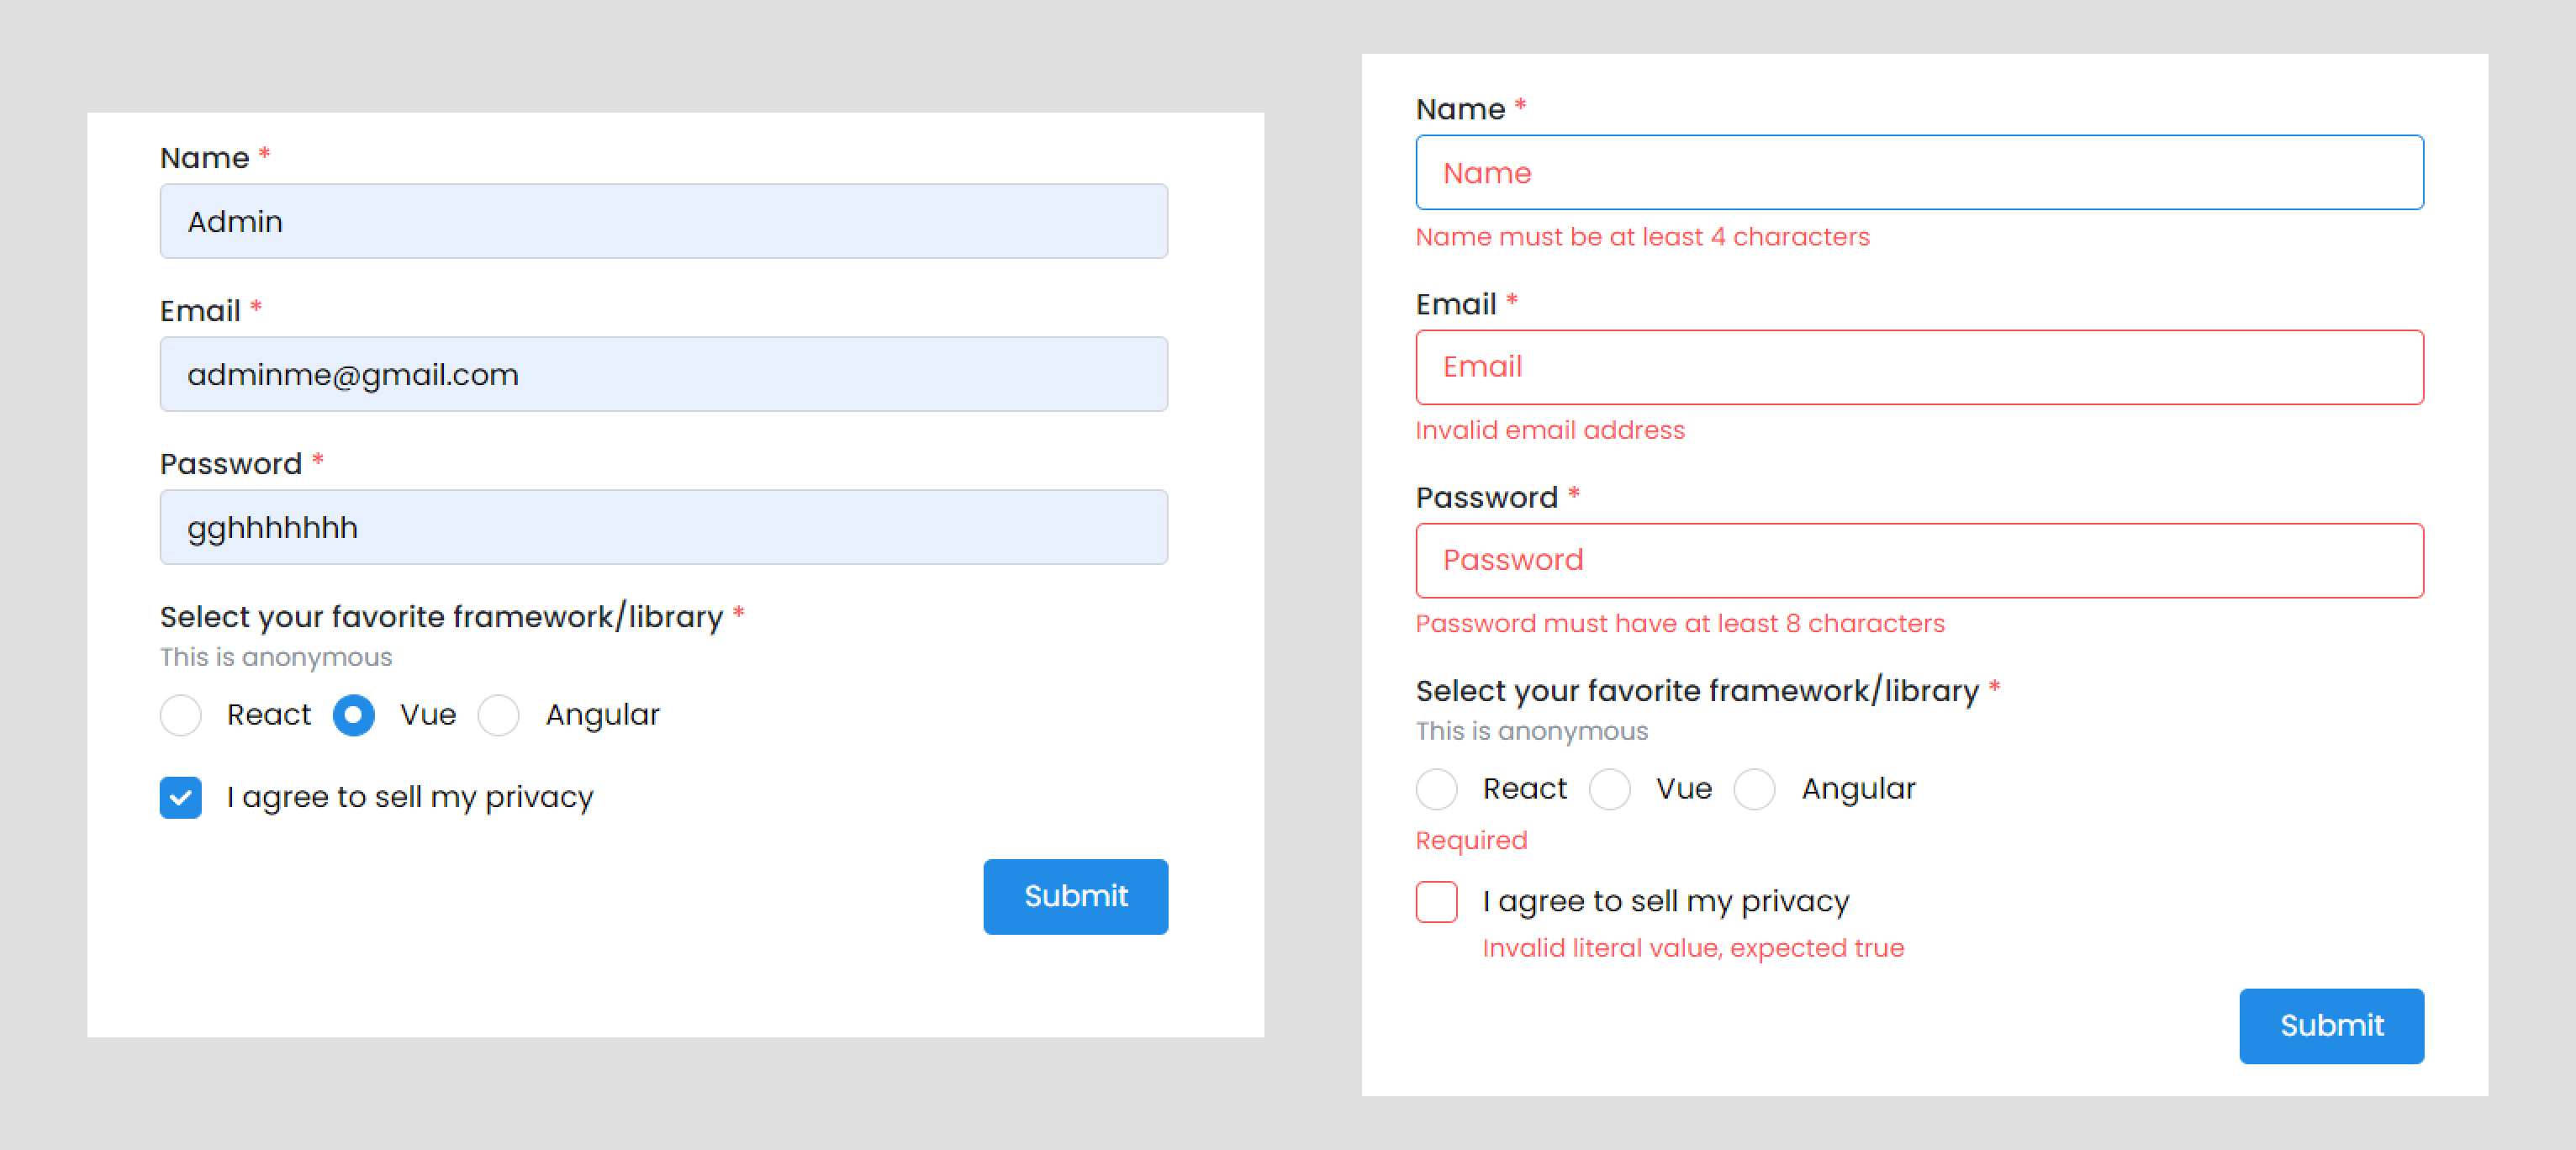 Name *
Admin
Email *
adminme@gmail.com
Password *
gghhhhhhh
Select your favorite framework/library *
This is anonymous
React Vue Angular
I agree to sell my privacy
Submit
Name *
Name
Name must be at least 4 characters
Email *
Email
Invalid email address
Password *
Password
Password must have at least 8 characters
Select your favorite framework/library *
This is anonymous
React Vue Angular
Required
I agree to sell my privacy
Invalid literal value, expected true
Submit